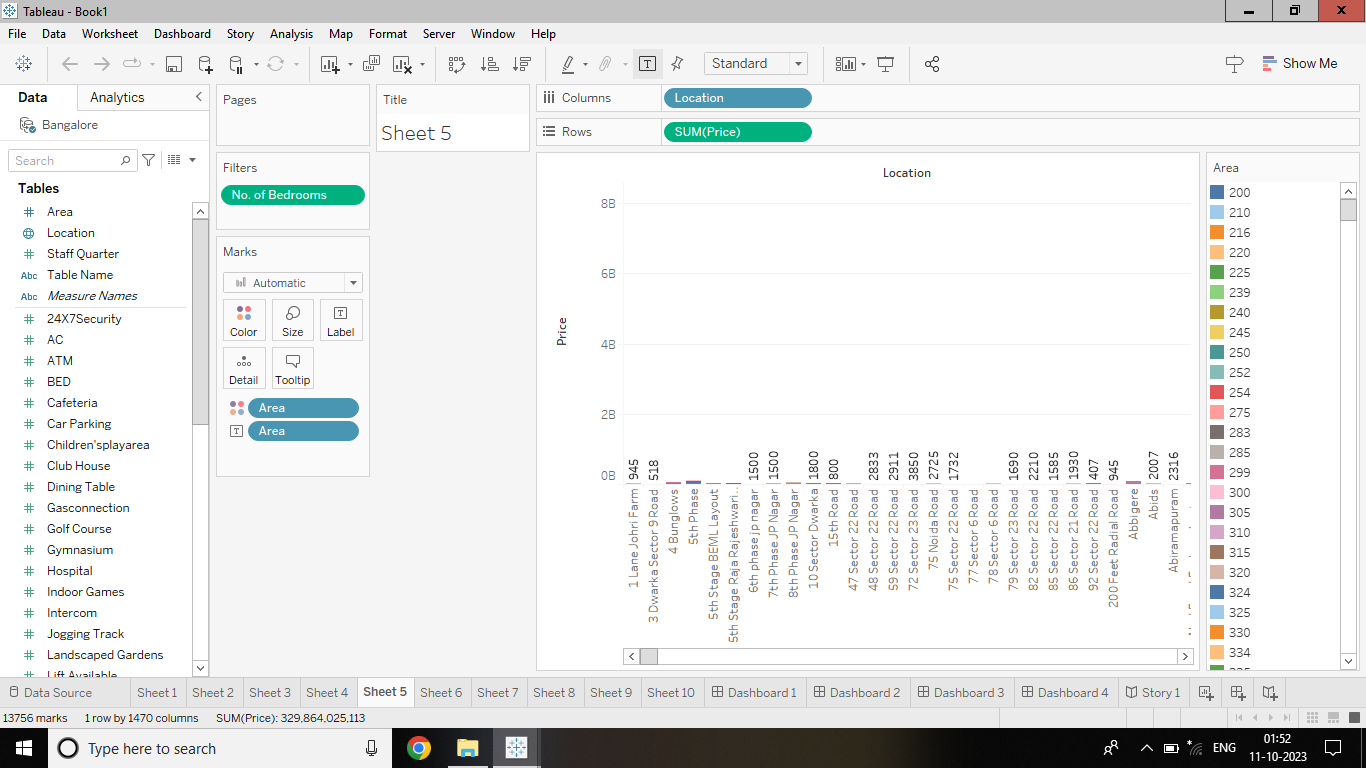 Tableau - Book1
File Data Worksheet Dashboard Story Analysis Map Format Server Window Help
Standard
Show Me
Data Analytics
Bangalore
Search
Tables
Area
Location
Staff Quarter
Abc Table Name
Abc Measure Names
24X7Security
AC
ATM
BED
Cafeteria
Car Parking
Children'splayarea
Club House
Dining Table
Gasconnection
Golf Course
Gymnasium
Hospital
Indoor Games
Intercom
Jogging Track
Landscaped Gardens
Lift Available
Pages
Filters
No. of Bedrooms
Marks
Automatic
Color Size Label
Detail Tooltip
Area
Area
Title
Sheet 5
Columns Location
Rows SUM(Price)
Location
Price
8B
6B
4B
2B
0B
945
518
1500
1500
1800
800
2833
2911
3850
2725
1732
1690
2210
1585
1930
407
945
2007
2316
1 Lane Johri Farm
3 Dwarka Sector 9 Road
4 Bunglows
5th Phase
5th Stage BEML Layout
5th Stage Raja Rajeshwari...
6th phase jp nagar
7th Phase JP Nagar
8th Phase JP Nagar
10 Sector Dwarka
15th Road
47 Sector 22 Road
48 Sector 22 Road
59 Sector 22 Road
72 Sector 23 Road
75 Noida Road
75 Sector 22 Road
77 Sector 6 Road
78 Sector 6 Road
79 Sector 23 Road
82 Sector 22 Road
85 Sector 22 Road
86 Sector 21 Road
92 Sector 22 Road
200 Feet Radial Road
Abbigere
Abids
Abiramapuram
Area
200
210
216
220
225
239
240
245
250
252
254
275
283
285
299
300
305
310
315
320
324
325
330
334
Data Source Sheet 1 Sheet 2 Sheet 3 Sheet 4 Sheet 5 Sheet 6 Sheet 7 Sheet 8 Sheet 9 Sheet 10 Dashboard 1 Dashboard 2 Dashboard 3 Dashboard 4 Story 1
13756 marks 1 row by 1470 columns SUM(Price): 329,864,025,113
Type here to search
ENG
01:52
11-10-2023